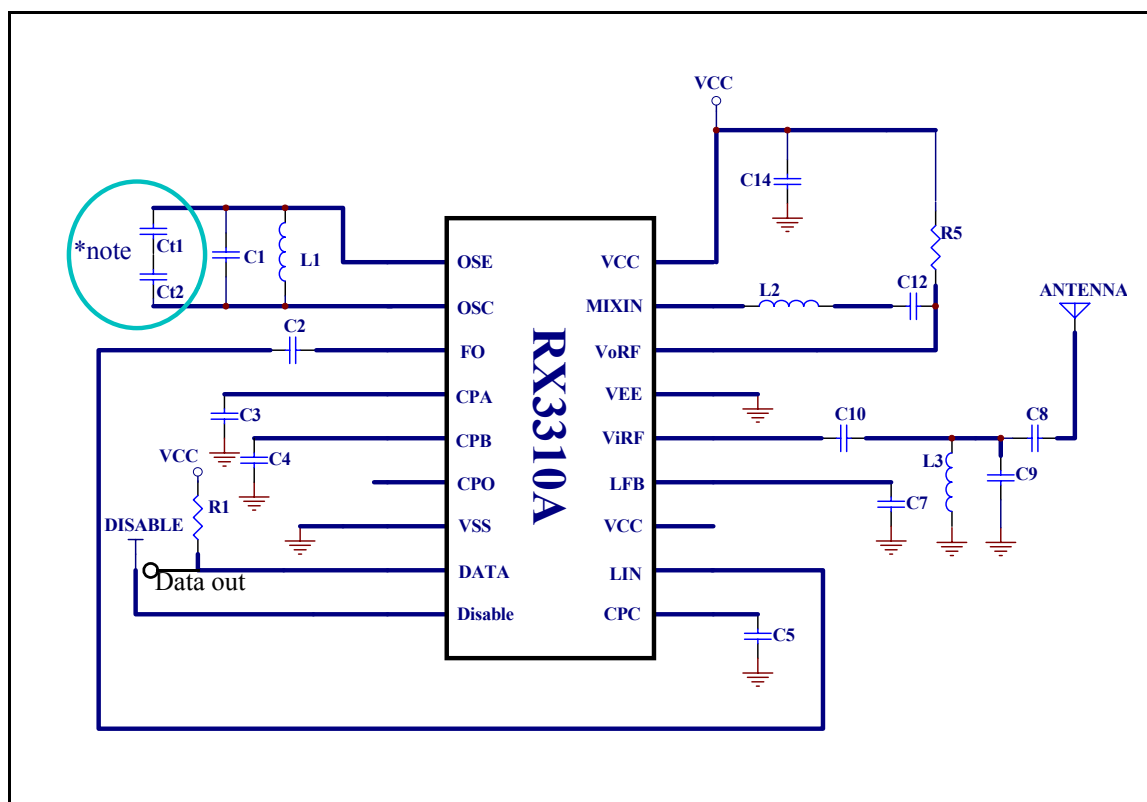 VCC
C14
R5
*note
Ct1
Ct2
C1
L1
OSE
VCC
OSC
MIXIN
L2
C12
ANTENNA
C2
FO
VoRF
RX3310A
CPA
VEE
C3
C10
C8
CPB
ViRF
C4
L3
C9
VCC
CPO
LFB
C7
R1
DISABLE
VSS
VCC
Data out
DATA
LIN
Disable
CPC
C5